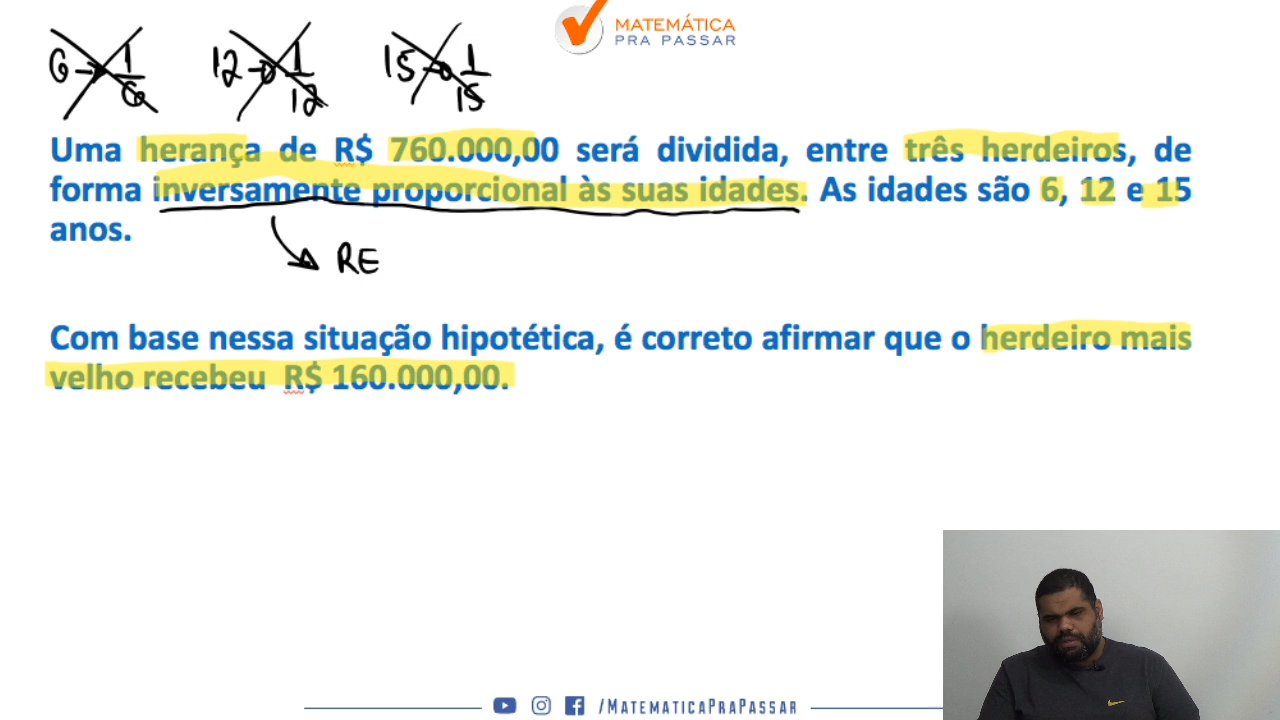 MATEMÁTICA
PRA PASSAR
6 → 1/6 12 → 1/12 15 → 1/15
Uma herança de R$ 760.000,00 será dividida, entre três herdeiros, de
forma inversamente proporcional às suas idades. As idades são 6, 12 e 15
anos.
RE
Com base nessa situação hipotética, é correto afirmar que o herdeiro mais
velho recebeu R$ 160.000,00.
/MATEMATICAPRAPASSAR